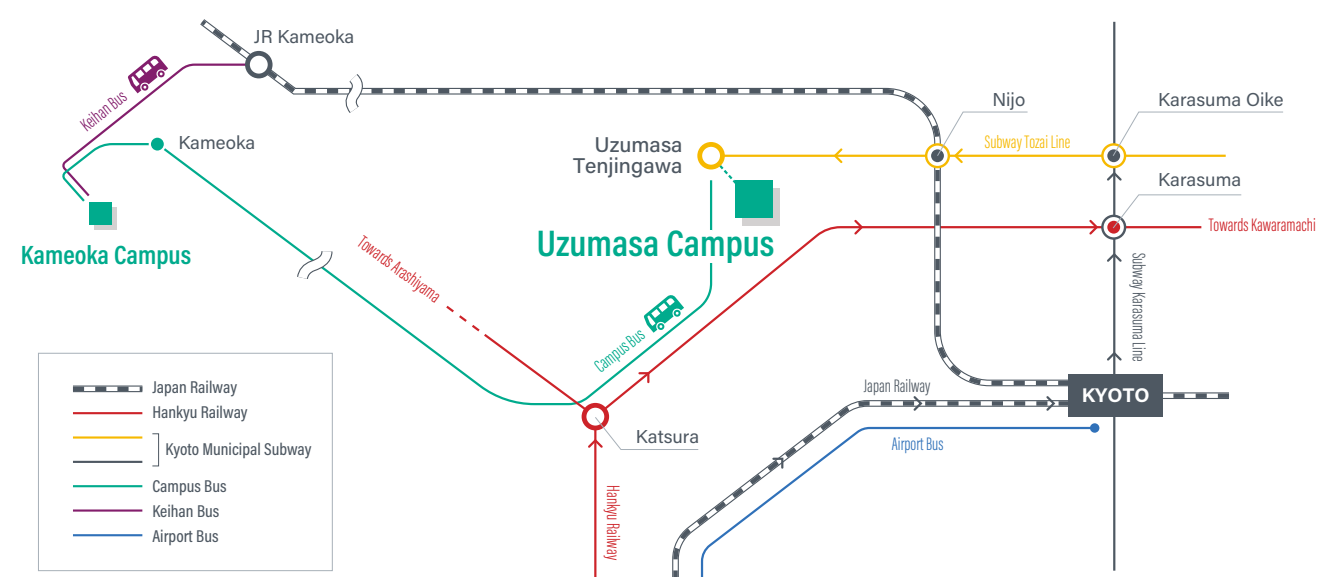 JR Kameoka
Keihan Bus
Kameoka
Kameoka Campus
Uzumasa
Tenjingawa
Uzumasa Campus
Nijo
Subway Tozai Line
Karasuma Oike
Karasuma
Towards Kawaramachi
Towards Arashiyama
Campus Bus
Subway Karasuma Line
Katsura
Hankyu Railway
Japan Railway
KYOTO
Airport Bus
Japan Railway
Hankyu Railway
Kyoto Municipal Subway
Campus Bus
Keihan Bus
Airport Bus